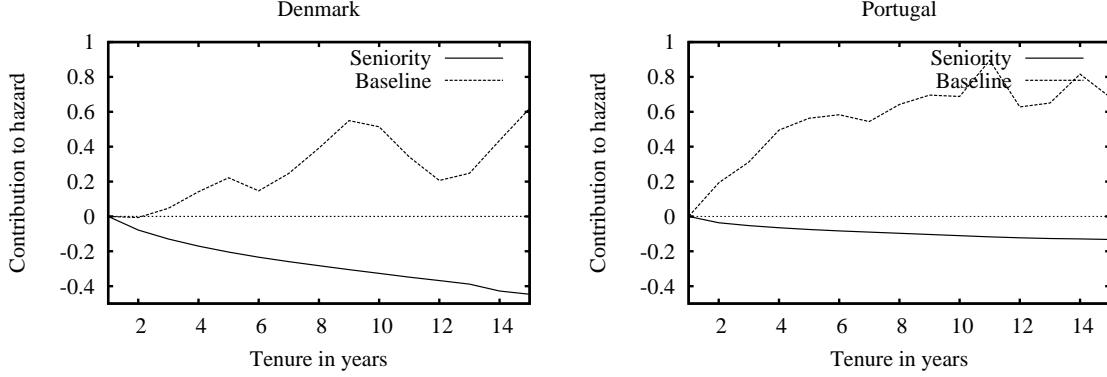 Denmark
Contribution to hazard
1
0.8
0.6
0.4
0.2
0
-0.2
-0.4
Seniority
Baseline
2 4 6 8 10 12 14
Tenure in years
Portugal
Contribution to hazard
1
0.8
0.6
0.4
0.2
0
-0.2
-0.4
Seniority
Baseline
2 4 6 8 10 12 14
Tenure in years